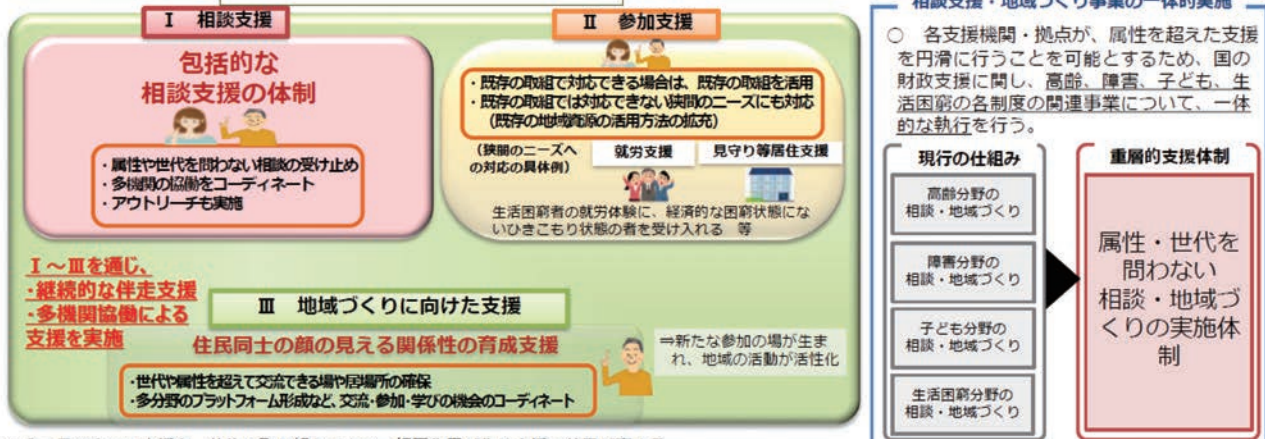 Ⅰ 相談支援
包括的な
相談支援の体制
・属性や世代を問わない相談の受け止め
・多機関の協働をコーディネート
・アウトリーチも実施
Ⅱ 参加支援
・既存の取組で対応できる場合は、既存の取組を活用
・既存の取組では対応できない狭間のニーズにも対応
（既存の地域資源の活用方法の拡充）
（狭間のニーズへ
の対応の具体例）
就労支援
見守り等居住支援
生活困窮者の就労体験に、経済的な困窮状態にな
いひきこもり状態の者を受け入れる 等
Ⅰ～Ⅲを通じ、
・継続的な伴走支援
・多機関協働による
支援を実施
Ⅲ 地域づくりに向けた支援
住民同士の顔の見える関係性の育成支援
・世代や属性を超えて交流できる場や居場所の確保
・多分野のプラットフォーム形成など、交流・参加・学びの機会のコーディネート
⇒新たな参加の場が生ま
れ、地域の活動が活性化
相談支援・地域づくり事業の一体的実施
○ 各支援機関・拠点が、属性を超えた支援
を円滑に行うことを可能とするため、国の
財政支援に関し、高齢、障害、子ども、生
活困窮の各制度の関連事業について、一体
的な執行を行う。
現行の仕組み
高齢分野の
相談・地域づくり
障害分野の
相談・地域づくり
子ども分野の
相談・地域づくり
生活困窮分野の
相談・地域づくり
重層的支援体制
属性・世代を
問わない
相談・地域づ
くりの実施体
制